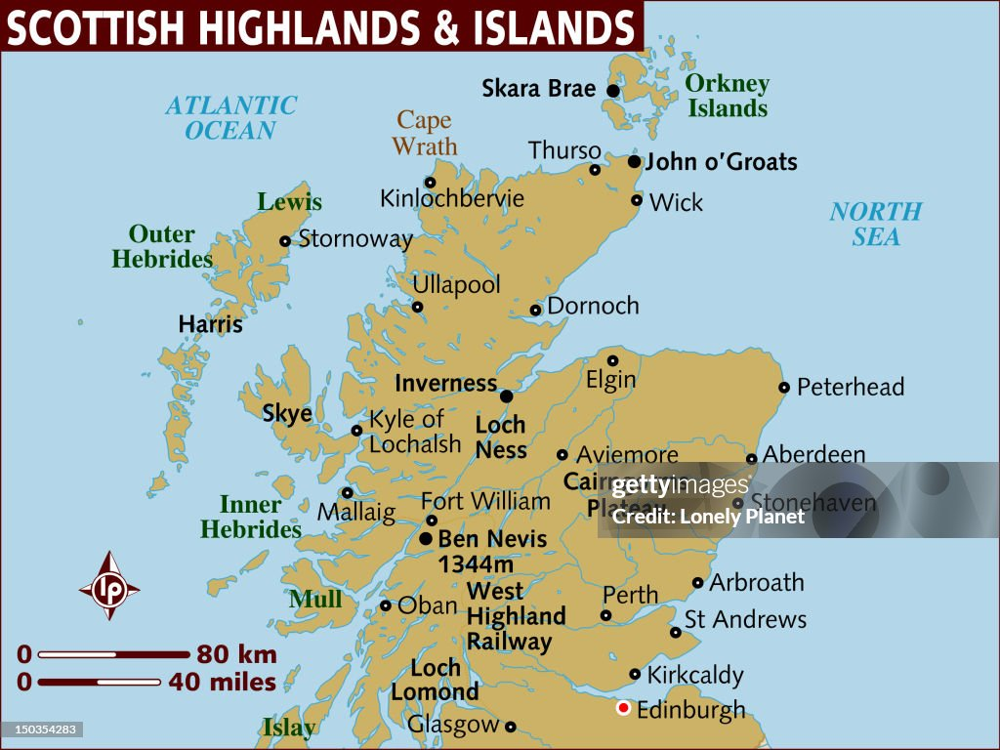 SCOTTISH HIGHLANDS & ISLANDS
Skara Brae
Orkney
Islands
ATLANTIC
OCEAN
Cape
Wrath
Thurso
John o'Groats
Kinlochbervie
Wick
Lewis
NORTH
SEA
Outer
Hebrides
Stornoway
Ullapool
Dornoch
Harris
Inverness
Elgin
Peterhead
Skye
Kyle of
Lochalsh
Loch
Ness
Aviemore
Aberdeen
gettyimages
Credit: Lonely Planet
Plateau
Stonehaven
Inner
Hebrides
Mallaig
Fort William
Ben Nevis
1344m
lp
Mull
Oban
West
Highland
Railway
Perth
Arbroath
St Andrews
0 80 km
0 40 miles
Loch
Lomond
Kirkcaldy
Edinburgh
Glasgow
Islay
150354283